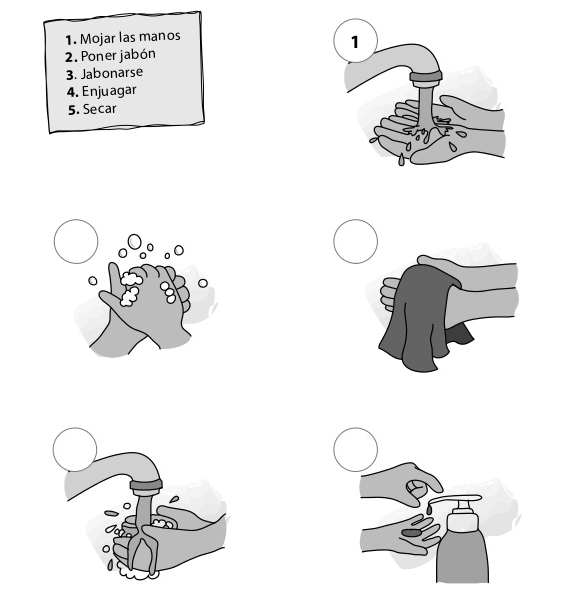 1. Mojar las manos
2. Poner jabón
3. Jabonarse
4. Enjuagar
5. Secar
1